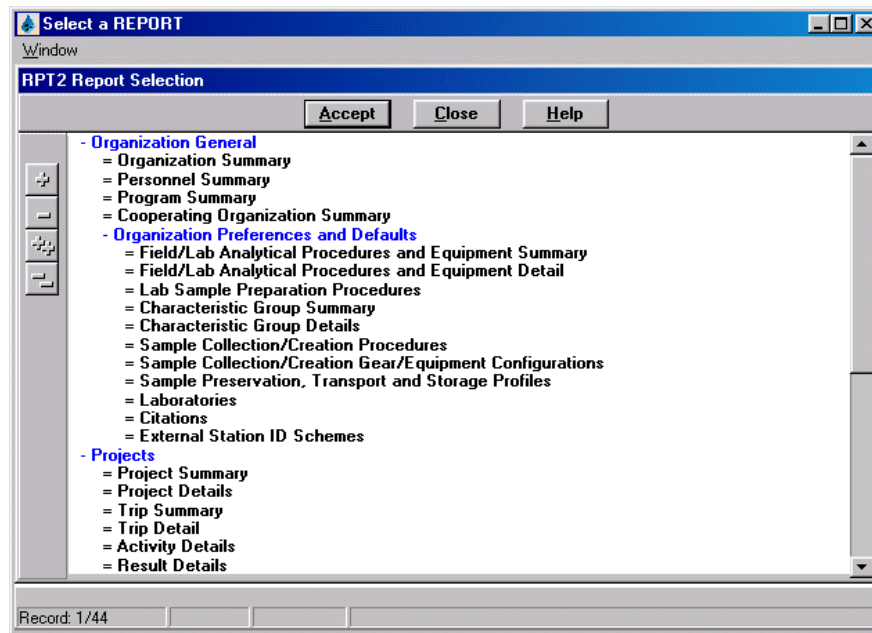 Select a REPORT
Window
RPT2 Report Selection
Accept Close Help
- Organization General
= Organization Summary
= Personnel Summary
= Program Summary
= Cooperating Organization Summary
- Organization Preferences and Defaults
= Field/Lab Analytical Procedures and Equipment Summary
= Field/Lab Analytical Procedures and Equipment Detail
= Lab Sample Preparation Procedures
= Characteristic Group Summary
= Characteristic Group Details
= Sample Collection/Creation Procedures
= Sample Collection/Creation Gear/Equipment Configurations
= Sample Preservation, Transport and Storage Profiles
= Laboratories
= Citations
= External Station ID Schemes
- Projects
= Project Summary
= Project Details
= Trip Summary
= Trip Detail
= Activity Details
= Result Details
Record: 1/44